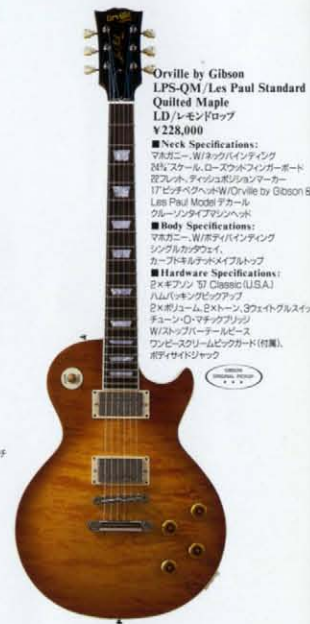 Orville
Orville by Gibson
LPS-QM/Les Paul Standard
Quilted Maple
LD/レモンドロップ
¥228,000
■Neck Specifications:
マホガニー、W/ネックバインディング
24¾"スケール、ローズウッドフィンガーボード
22フレット、ディッシュポジションマーカー
17°ピッチペグヘッドW/Orville by Gibson &
Les Paul Model デカール
クルーソンタイプマシンヘッド
■Body Specifications:
マホガニー、W/ボディバインディング
シングルカッタウェイ、
カーブドキルテッドメイプルトップ
■Hardware Specifications:
2×ギブソン '57 Classic (U.S.A.)
ハムバッキングピックアップ
2×ボリューム、2×トーン、3ウェイトグルスイッ
チューン・O・マチックブリッジ
W/ストップバーテールピース
ワンピースクリームピックガード(付属)、
ボディサイドジャック
GIBSON
ORIGINAL PICKUP
チ